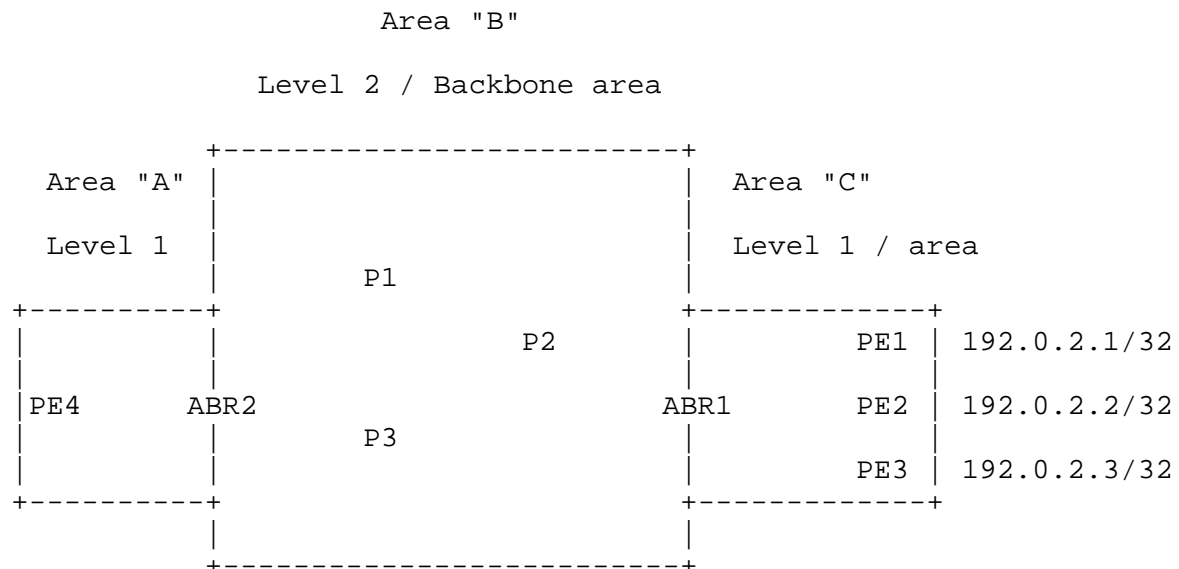 Area "B"
Level 2 / Backbone area
+--------------------------+
Area "A" | | Area "C"
| |
Level 1 | | Level 1 / area
| P1 |
+----------+ +-------------+
| | P2 | PE1 | 192.0.2.1/32
| | | |
|PE4 ABR2 ABR1 PE2 | 192.0.2.2/32
| | P3 | |
| | | PE3 | 192.0.2.3/32
+----------+ +-------------+
| |
+--------------------------+